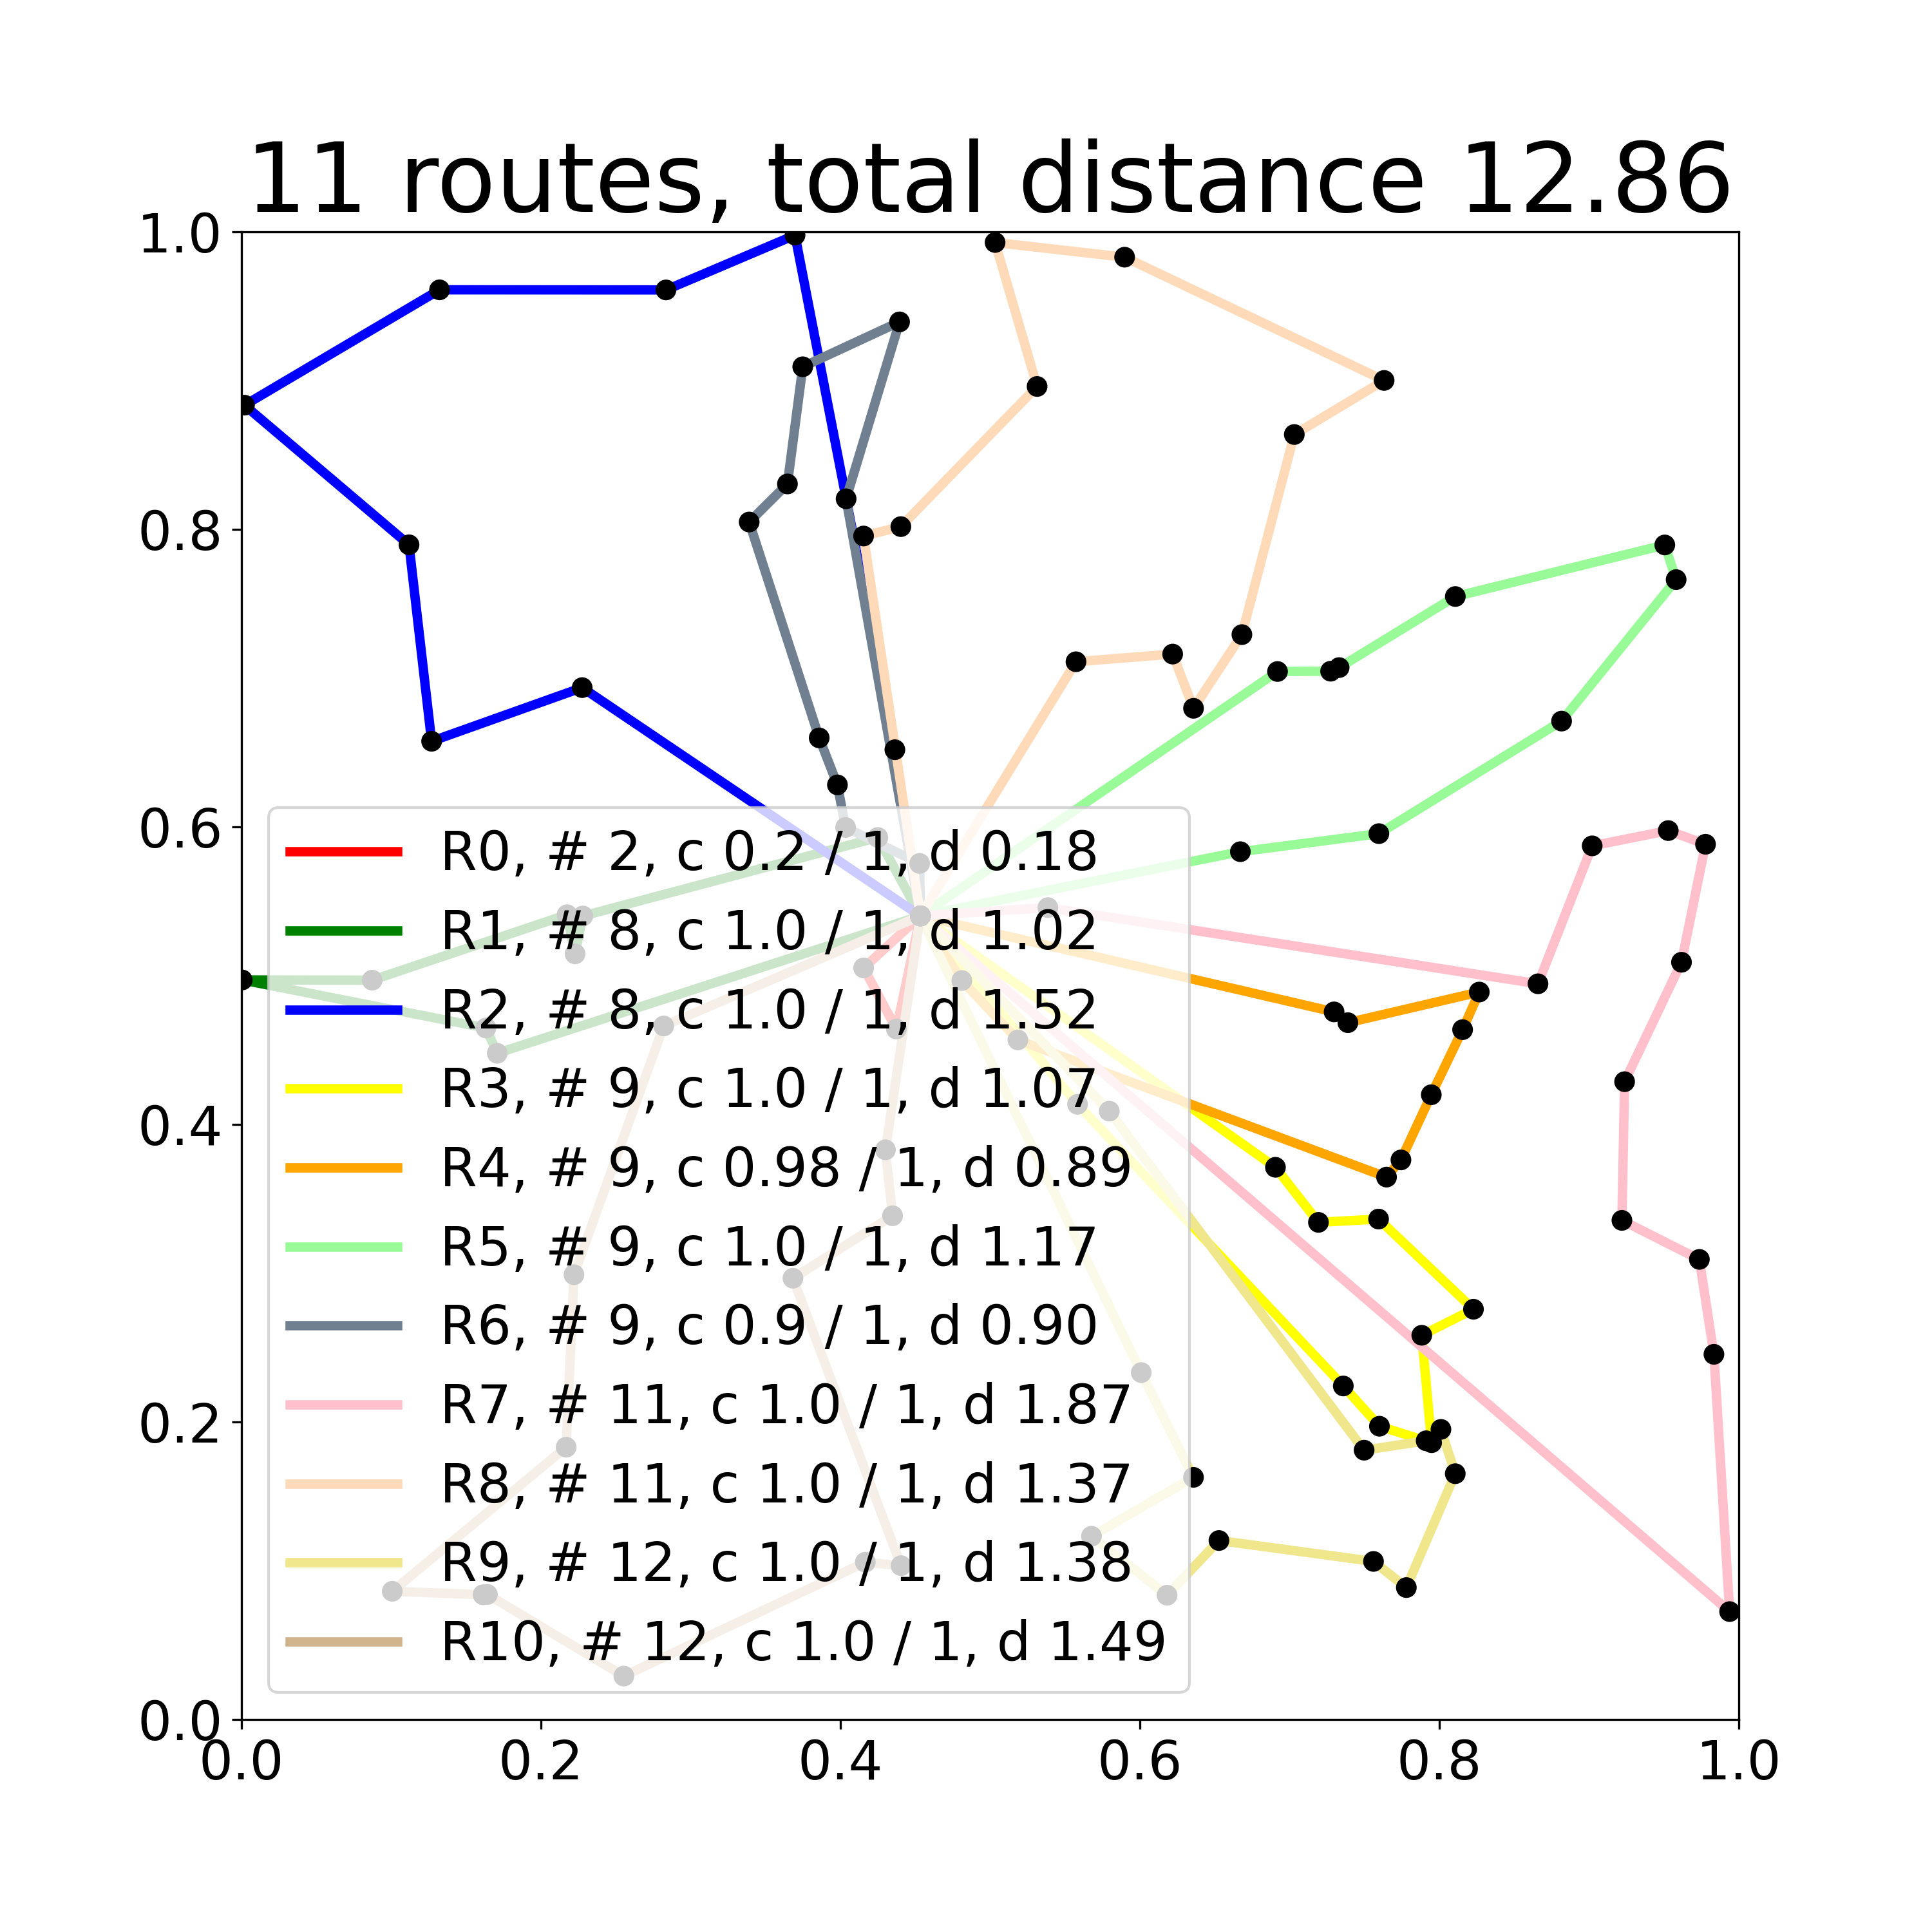 11 routes, total distance 12.86
1.0
0.8
0.6
0.4
0.2
0.0
R0, # 2, c 0.2 / 1, d 0.18
R1, # 8, c 1.0 / 1, d 1.02
R2, # 8, c 1.0 / 1, d 1.52
R3, # 9, c 1.0 / 1, d 1.07
R4, # 9, c 0.98 / 1, d 0.89
R5, # 9, c 1.0 / 1, d 1.17
R6, # 9, c 0.9 / 1, d 0.90
R7, # 11, c 1.0 / 1, d 1.87
R8, # 11, c 1.0 / 1, d 1.37
R9, # 12, c 1.0 / 1, d 1.38
R10, # 12, c 1.0 / 1, d 1.49
0.0 0.2 0.4 0.6 0.8 1.0